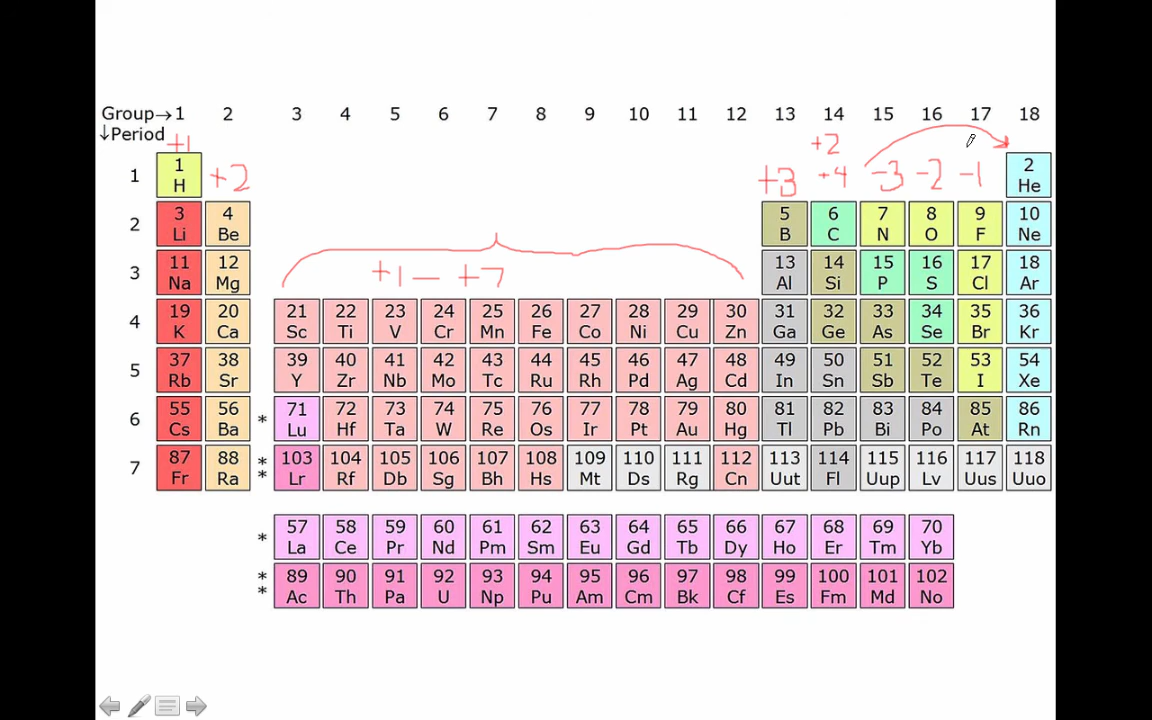 Group→ 1 2 3 4 5 6 7 8 9 10 11 12 13 14 15 16 17 18
↓Period
+1 +2
1 1 +2 +3 +4 -3 -2 -1 2
H He
2 3 4 5 6 7 8 9 10
Li Be B C N O F Ne
3 11 12 +1 — +7 13 14 15 16 17 18
Na Mg Al Si P S Cl Ar
4 19 20 21 22 23 24 25 26 27 28 29 30 31 32 33 34 35 36
K Ca Sc Ti V Cr Mn Fe Co Ni Cu Zn Ga Ge As Se Br Kr
5 37 38 39 40 41 42 43 44 45 46 47 48 49 50 51 52 53 54
Rb Sr Y Zr Nb Mo Tc Ru Rh Pd Ag Cd In Sn Sb Te I Xe
6 55 56 * 71 72 73 74 75 76 77 78 79 80 81 82 83 84 85 86
Cs Ba Lu Hf Ta W Re Os Ir Pt Au Hg Tl Pb Bi Po At Rn
7 87 88 * * 103 104 105 106 107 108 109 110 111 112 113 114 115 116 117 118
Fr Ra Lr Rf Db Sg Bh Hs Mt Ds Rg Cn Uut Fl Uup Lv Uus Uuo
* 57 58 59 60 61 62 63 64 65 66 67 68 69 70
La Ce Pr Nd Pm Sm Eu Gd Tb Dy Ho Er Tm Yb
* * 89 90 91 92 93 94 95 96 97 98 99 100 101 102
Ac Th Pa U Np Pu Am Cm Bk Cf Es Fm Md No